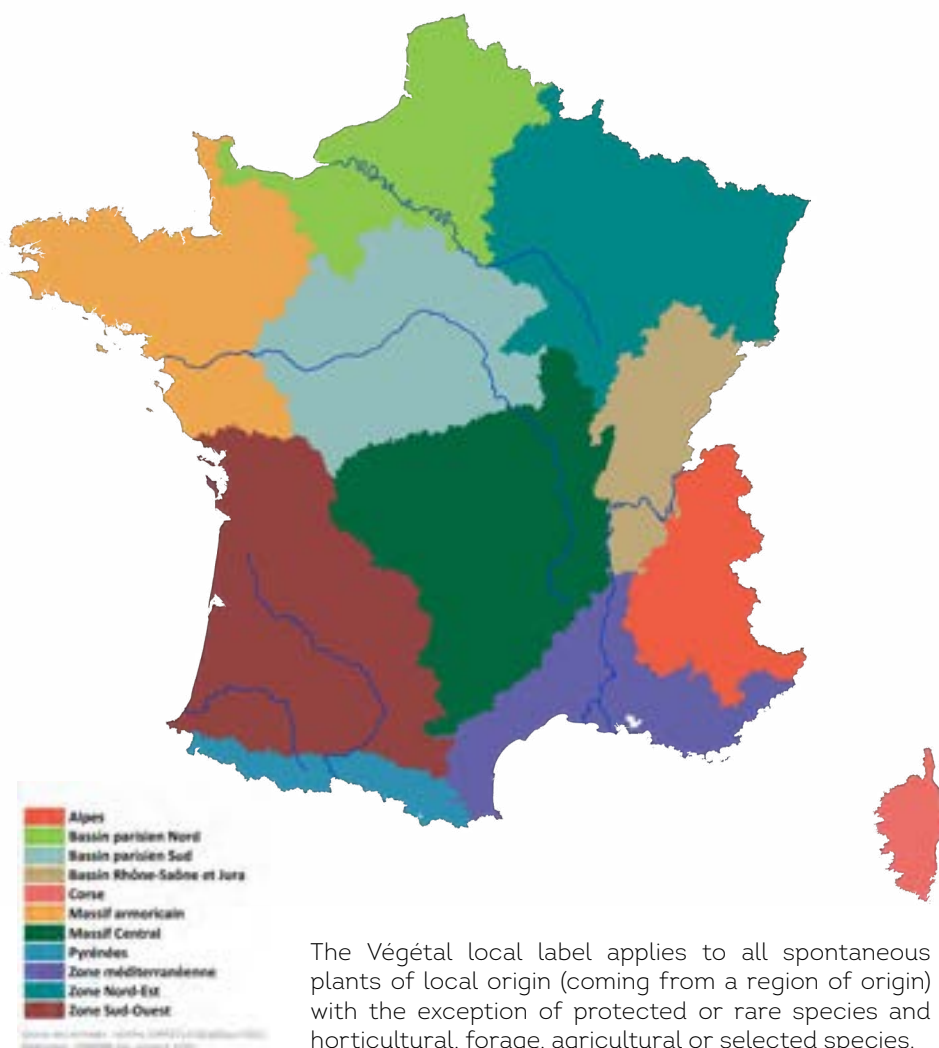 Alpes
Bassin parisien Nord
Bassin parisien Sud
Bassin Rhône-Saône et Jura
Corse
Massif armoricain
Massif Central
Pyrénées
Zone méditerranéenne
Zone Nord-Est
Zone Sud-Ouest
The Végétal local label applies to all spontaneous
plants of local origin (coming from a region of origin)
with the exception of protected or rare species and
horticultural, forage, agricultural or selected species.